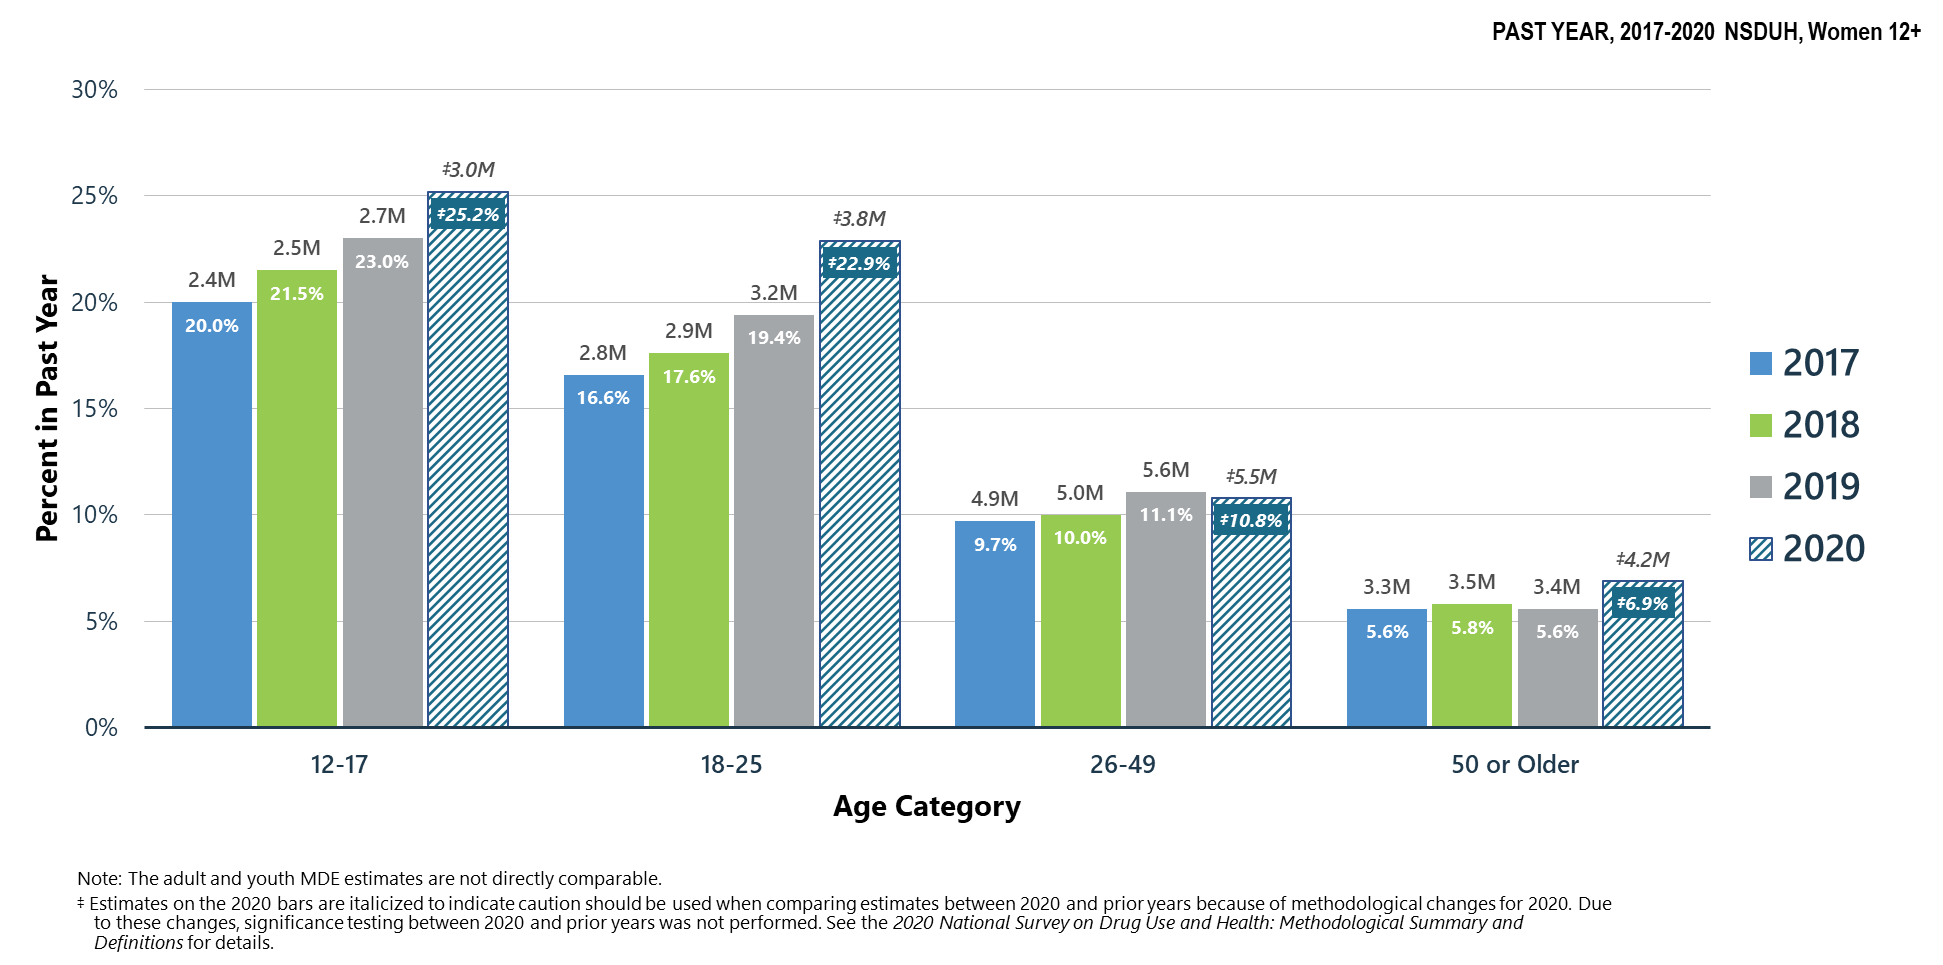 PAST YEAR, 2017-2020 NSDUH, Women 12+
Percent in Past Year
30%
25%
20%
15%
10%
5%
0%
2.4M
20.0%
2.5M
21.5%
2.7M
23.0%
‡3.0M
‡25.2%
2.8M
16.6%
2.9M
17.6%
3.2M
19.4%
‡3.8M
‡22.9%
4.9M
9.7%
5.0M
10.0%
5.6M
11.1%
‡5.5M
‡10.8%
3.3M
5.6%
3.5M
5.8%
3.4M
5.6%
‡4.2M
‡6.9%
12-17
18-25
26-49
50 or Older
Age Category
2017
2018
2019
2020
Note: The adult and youth MDE estimates are not directly comparable.
‡ Estimates on the 2020 bars are italicized to indicate caution should be used when comparing estimates between 2020 and prior years because of methodological changes for 2020. Due
to these changes, significance testing between 2020 and prior years was not performed. See the 2020 National Survey on Drug Use and Health: Methodological Summary and
Definitions for details.